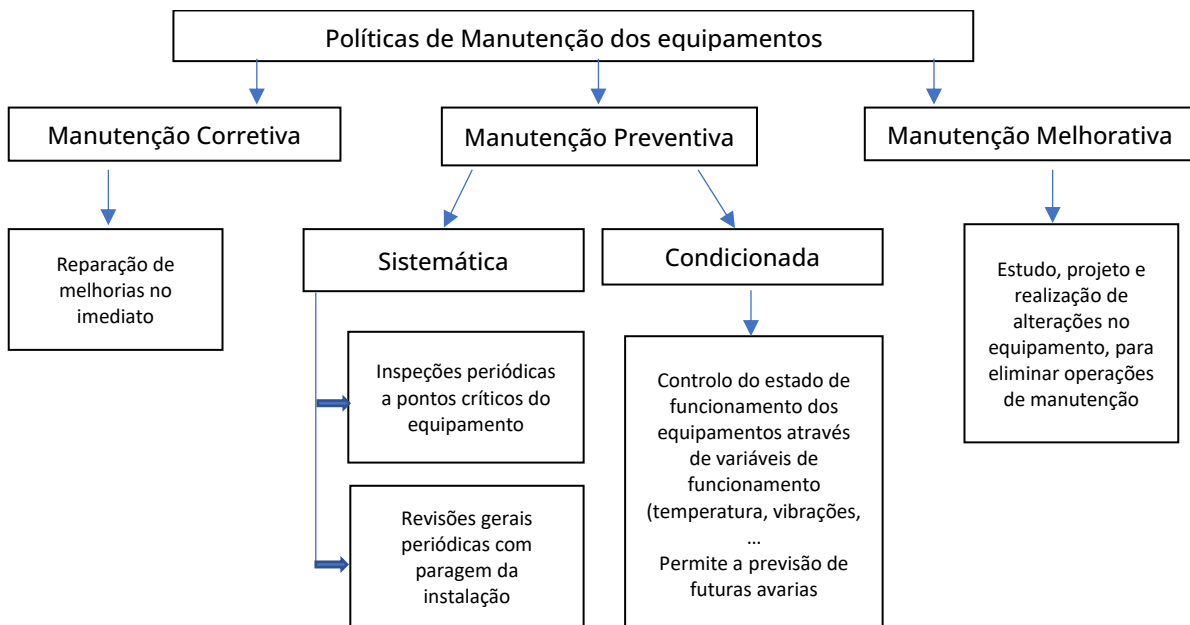 Políticas de Manutenção dos equipamentos
Manutenção Corretiva
Manutenção Preventiva
Manutenção Melhorativa
Reparação de
melhorias no
imediato
Sistemática
Condicionada
Estudo, projeto e
realização de
alterações no
equipamento, para
eliminar operações
de manutenção
Inspeções periódicas
a pontos críticos do
equipamento
Revisões gerais
periódicas com
paragem da
instalação
Controlo do estado de
funcionamento dos
equipamentos através
de variáveis de
funcionamento
(temperatura, vibrações,
...
Permite a previsão de
futuras avarias